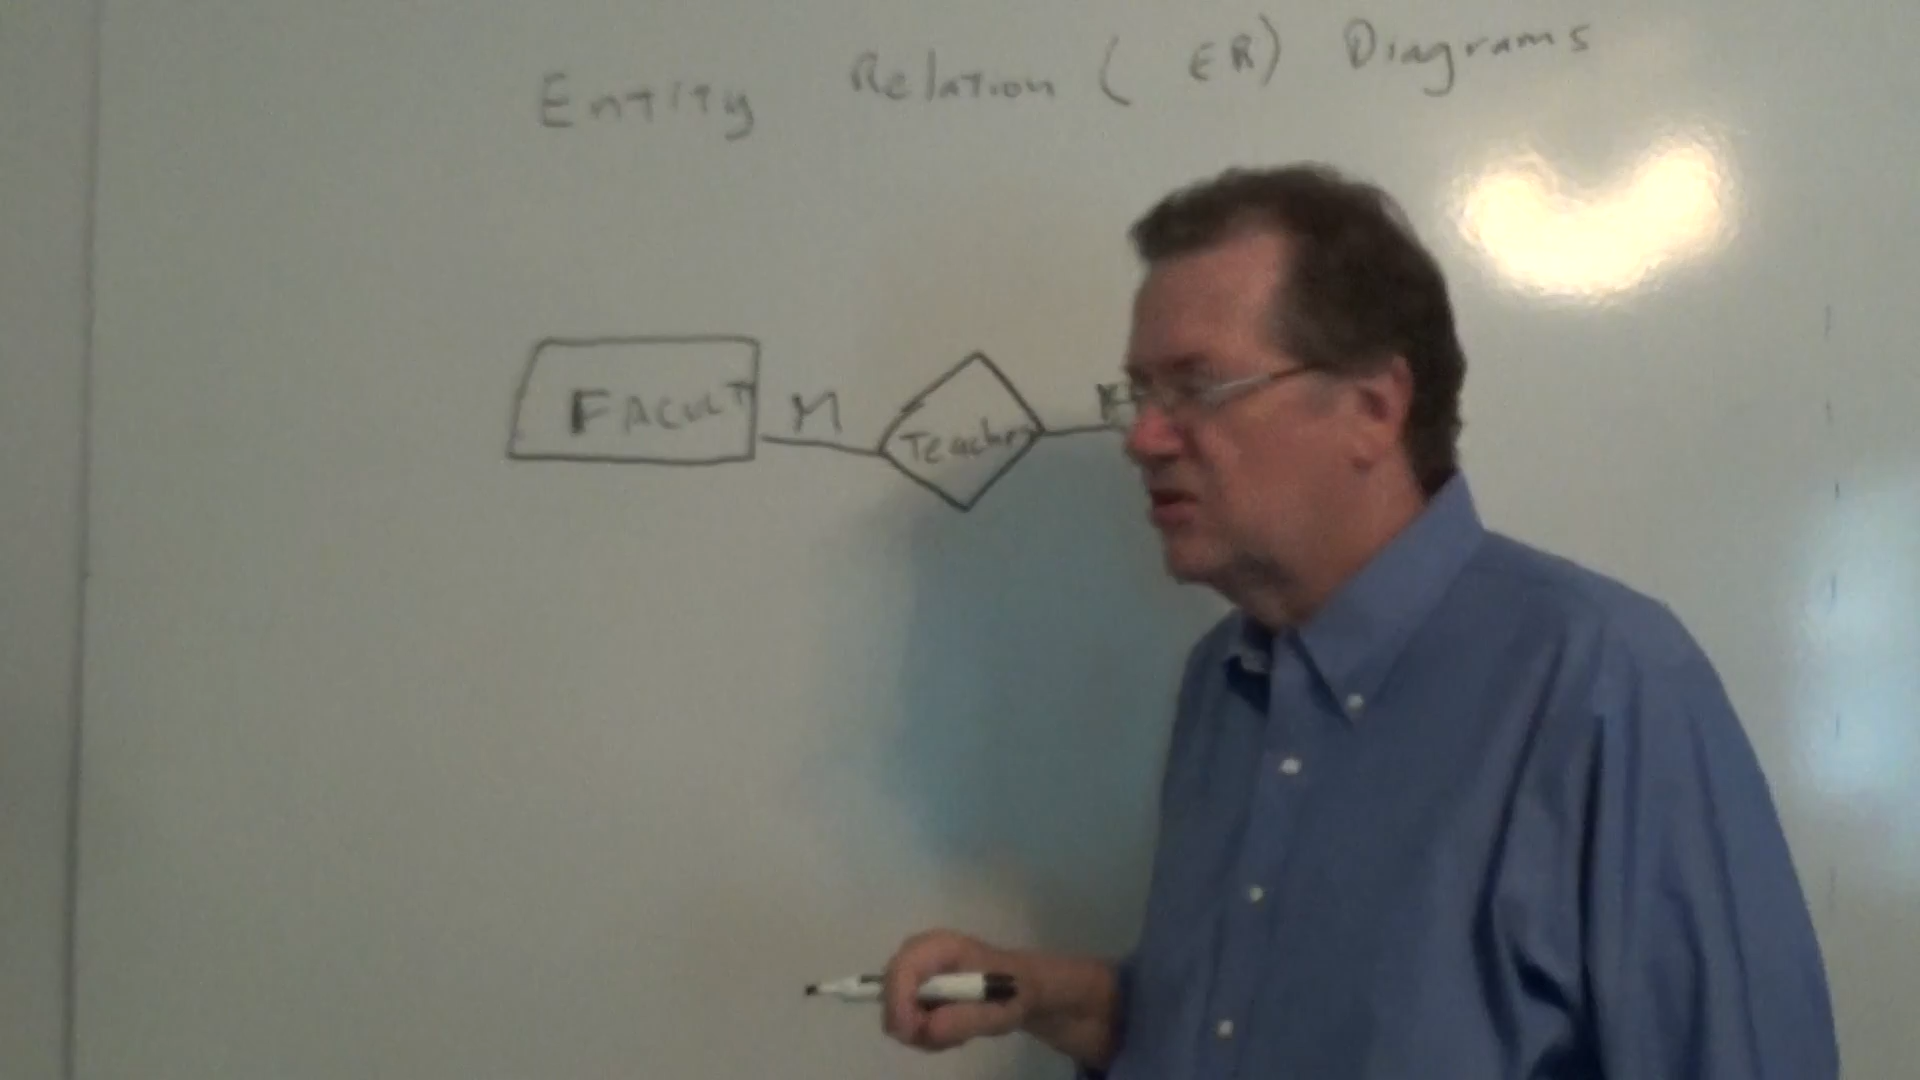 Entity Relation ( ER) Diagrams
FACULT M Teaches